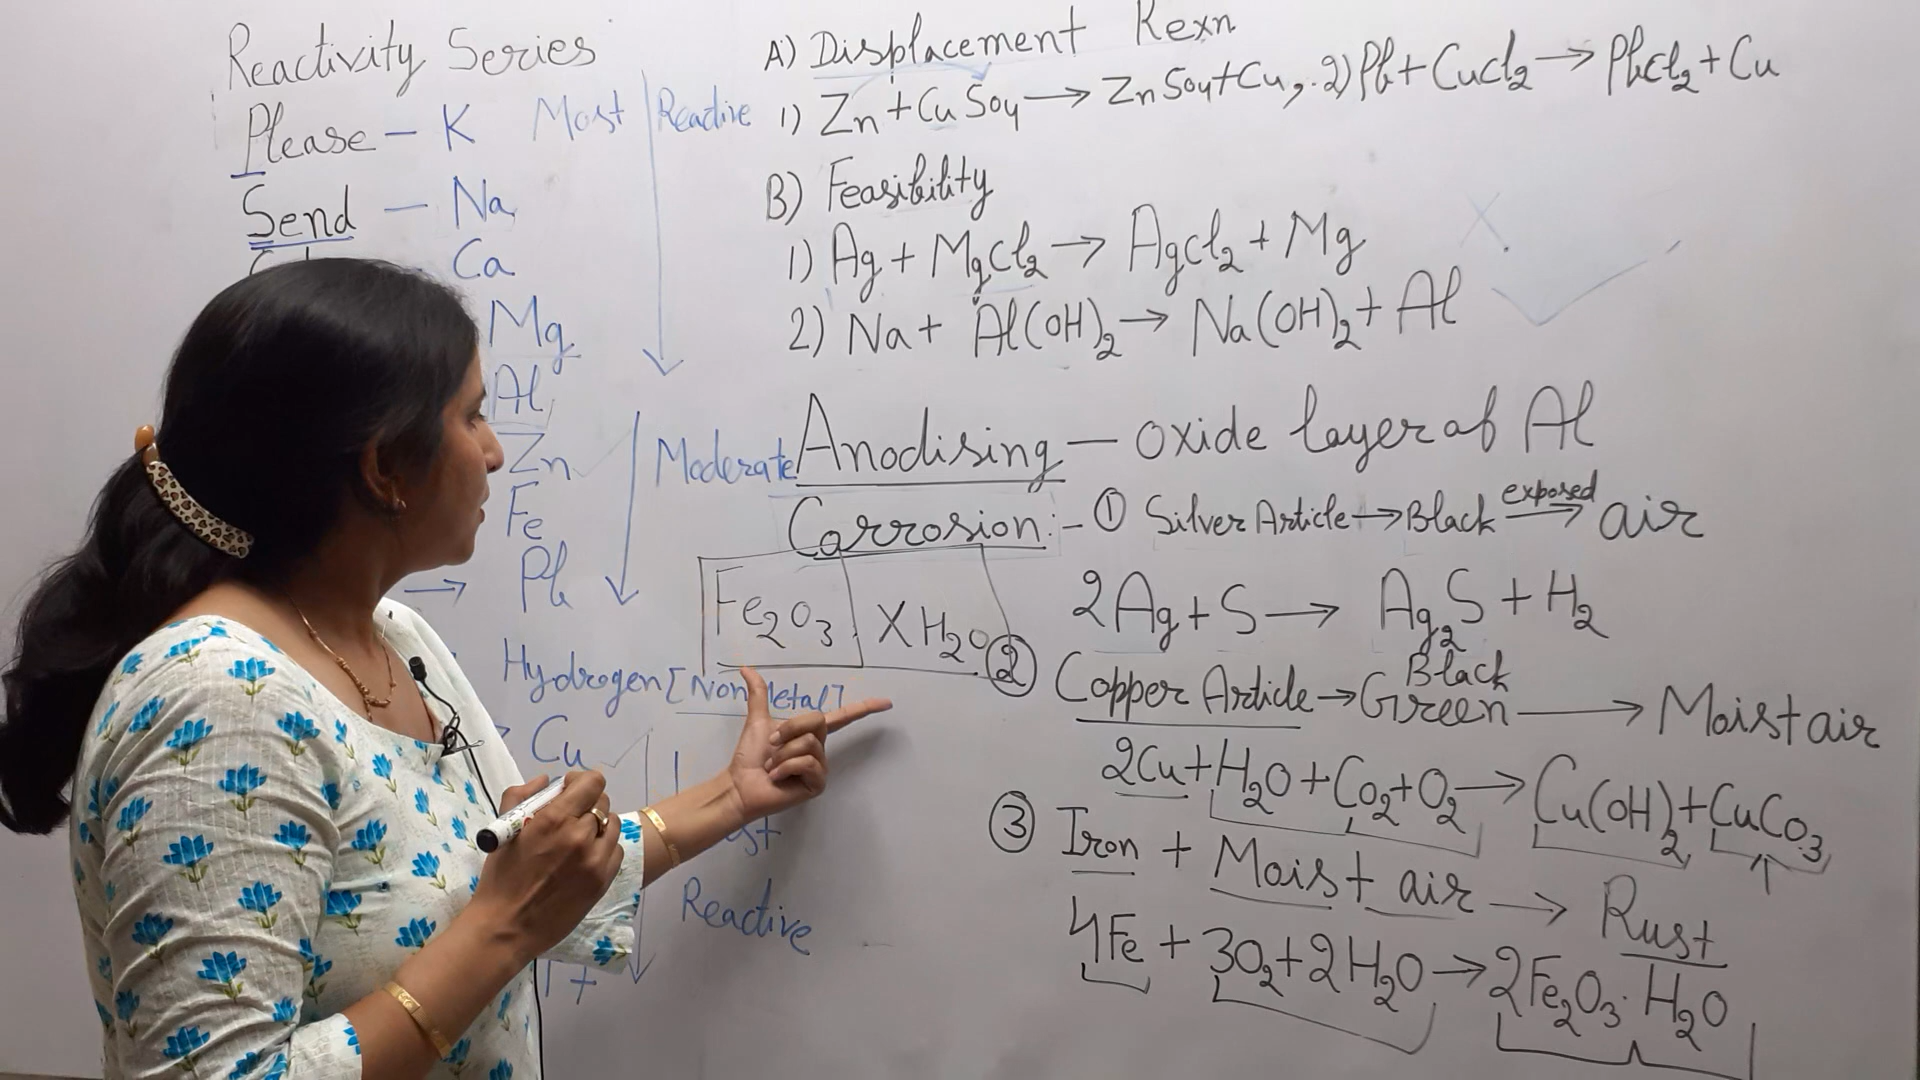 Reactivity Series
Please – K Most Reactive
Send – Na
Ca
Mg
Al
Zn
Moderate
Fe
→ Pb
Hydrogen [Non Metal]
Cu
Reactive
A) Displacement Rexn
1) Zn + CuSO4 → ZnSO4 + Cu, 2) Pb + CuCl2 → PbCl2 + Cu
B) Feasibility
1) Ag + MgCl2 → AgCl2 + Mg
2) Na + Al(OH)2 → Na(OH)2 + Al
Anodising – Oxide layer of Al
Corrosion :- ① Silver Article → Black exposed → air
Fe2O3 . XH2O
2Ag + S → Ag2S + H2
② Copper Article → Black Green → Moist air
2Cu + H2O + CO2 + O2 → Cu(OH)2 + CuCO3
③ Iron + Moist air → Rust
4Fe + 3O2 + 2H2O → 2Fe2O3 . H2O